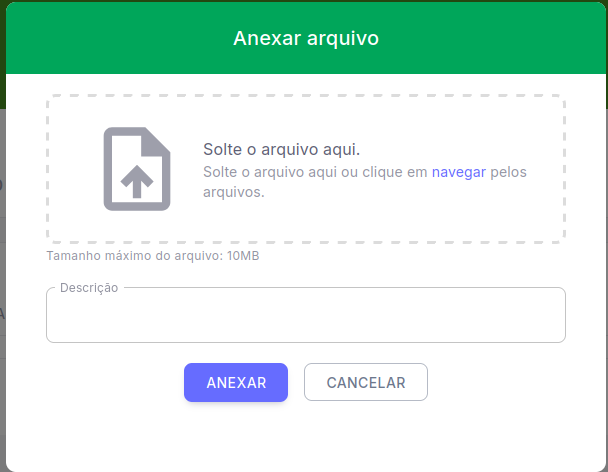 Anexar arquivo
Solte o arquivo aqui.
Solte o arquivo aqui ou clique em navegar pelos
arquivos.
Tamanho máximo do arquivo: 10MB
Descrição
ANEXAR
CANCELAR